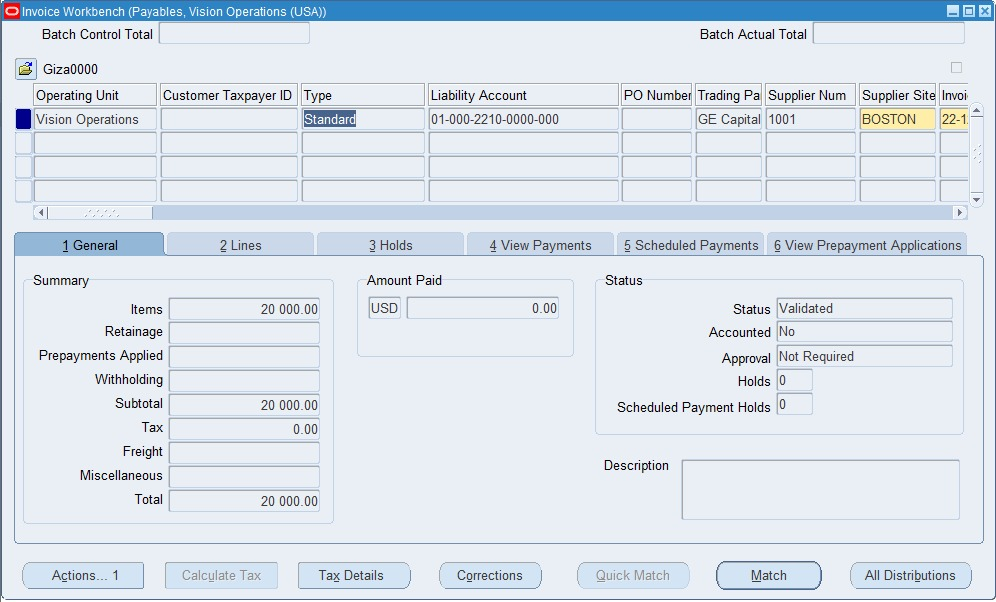 Invoice Workbench (Payables, Vision Operations (USA))
Batch Control Total
Batch Actual Total
Giza0000
Operating Unit Customer Taxpayer ID Type Liability Account PO Number Trading Pa Supplier Num Supplier Site Invoi
Vision Operations Standard 01-000-2210-0000-000 GE Capital 1001 BOSTON 22-1
1 General 2 Lines 3 Holds 4 View Payments 5 Scheduled Payments 6 View Prepayment Applications
Summary
Items 20 000.00
Retainage
Prepayments Applied
Withholding
Subtotal 20 000.00
Tax 0.00
Freight
Miscellaneous
Total 20 000.00
Amount Paid
USD 0.00
Status
Status Validated
Accounted No
Approval Not Required
Holds 0
Scheduled Payment Holds 0
Description
Actions... 1 Calculate Tax Tax Details Corrections Quick Match Match All Distributions